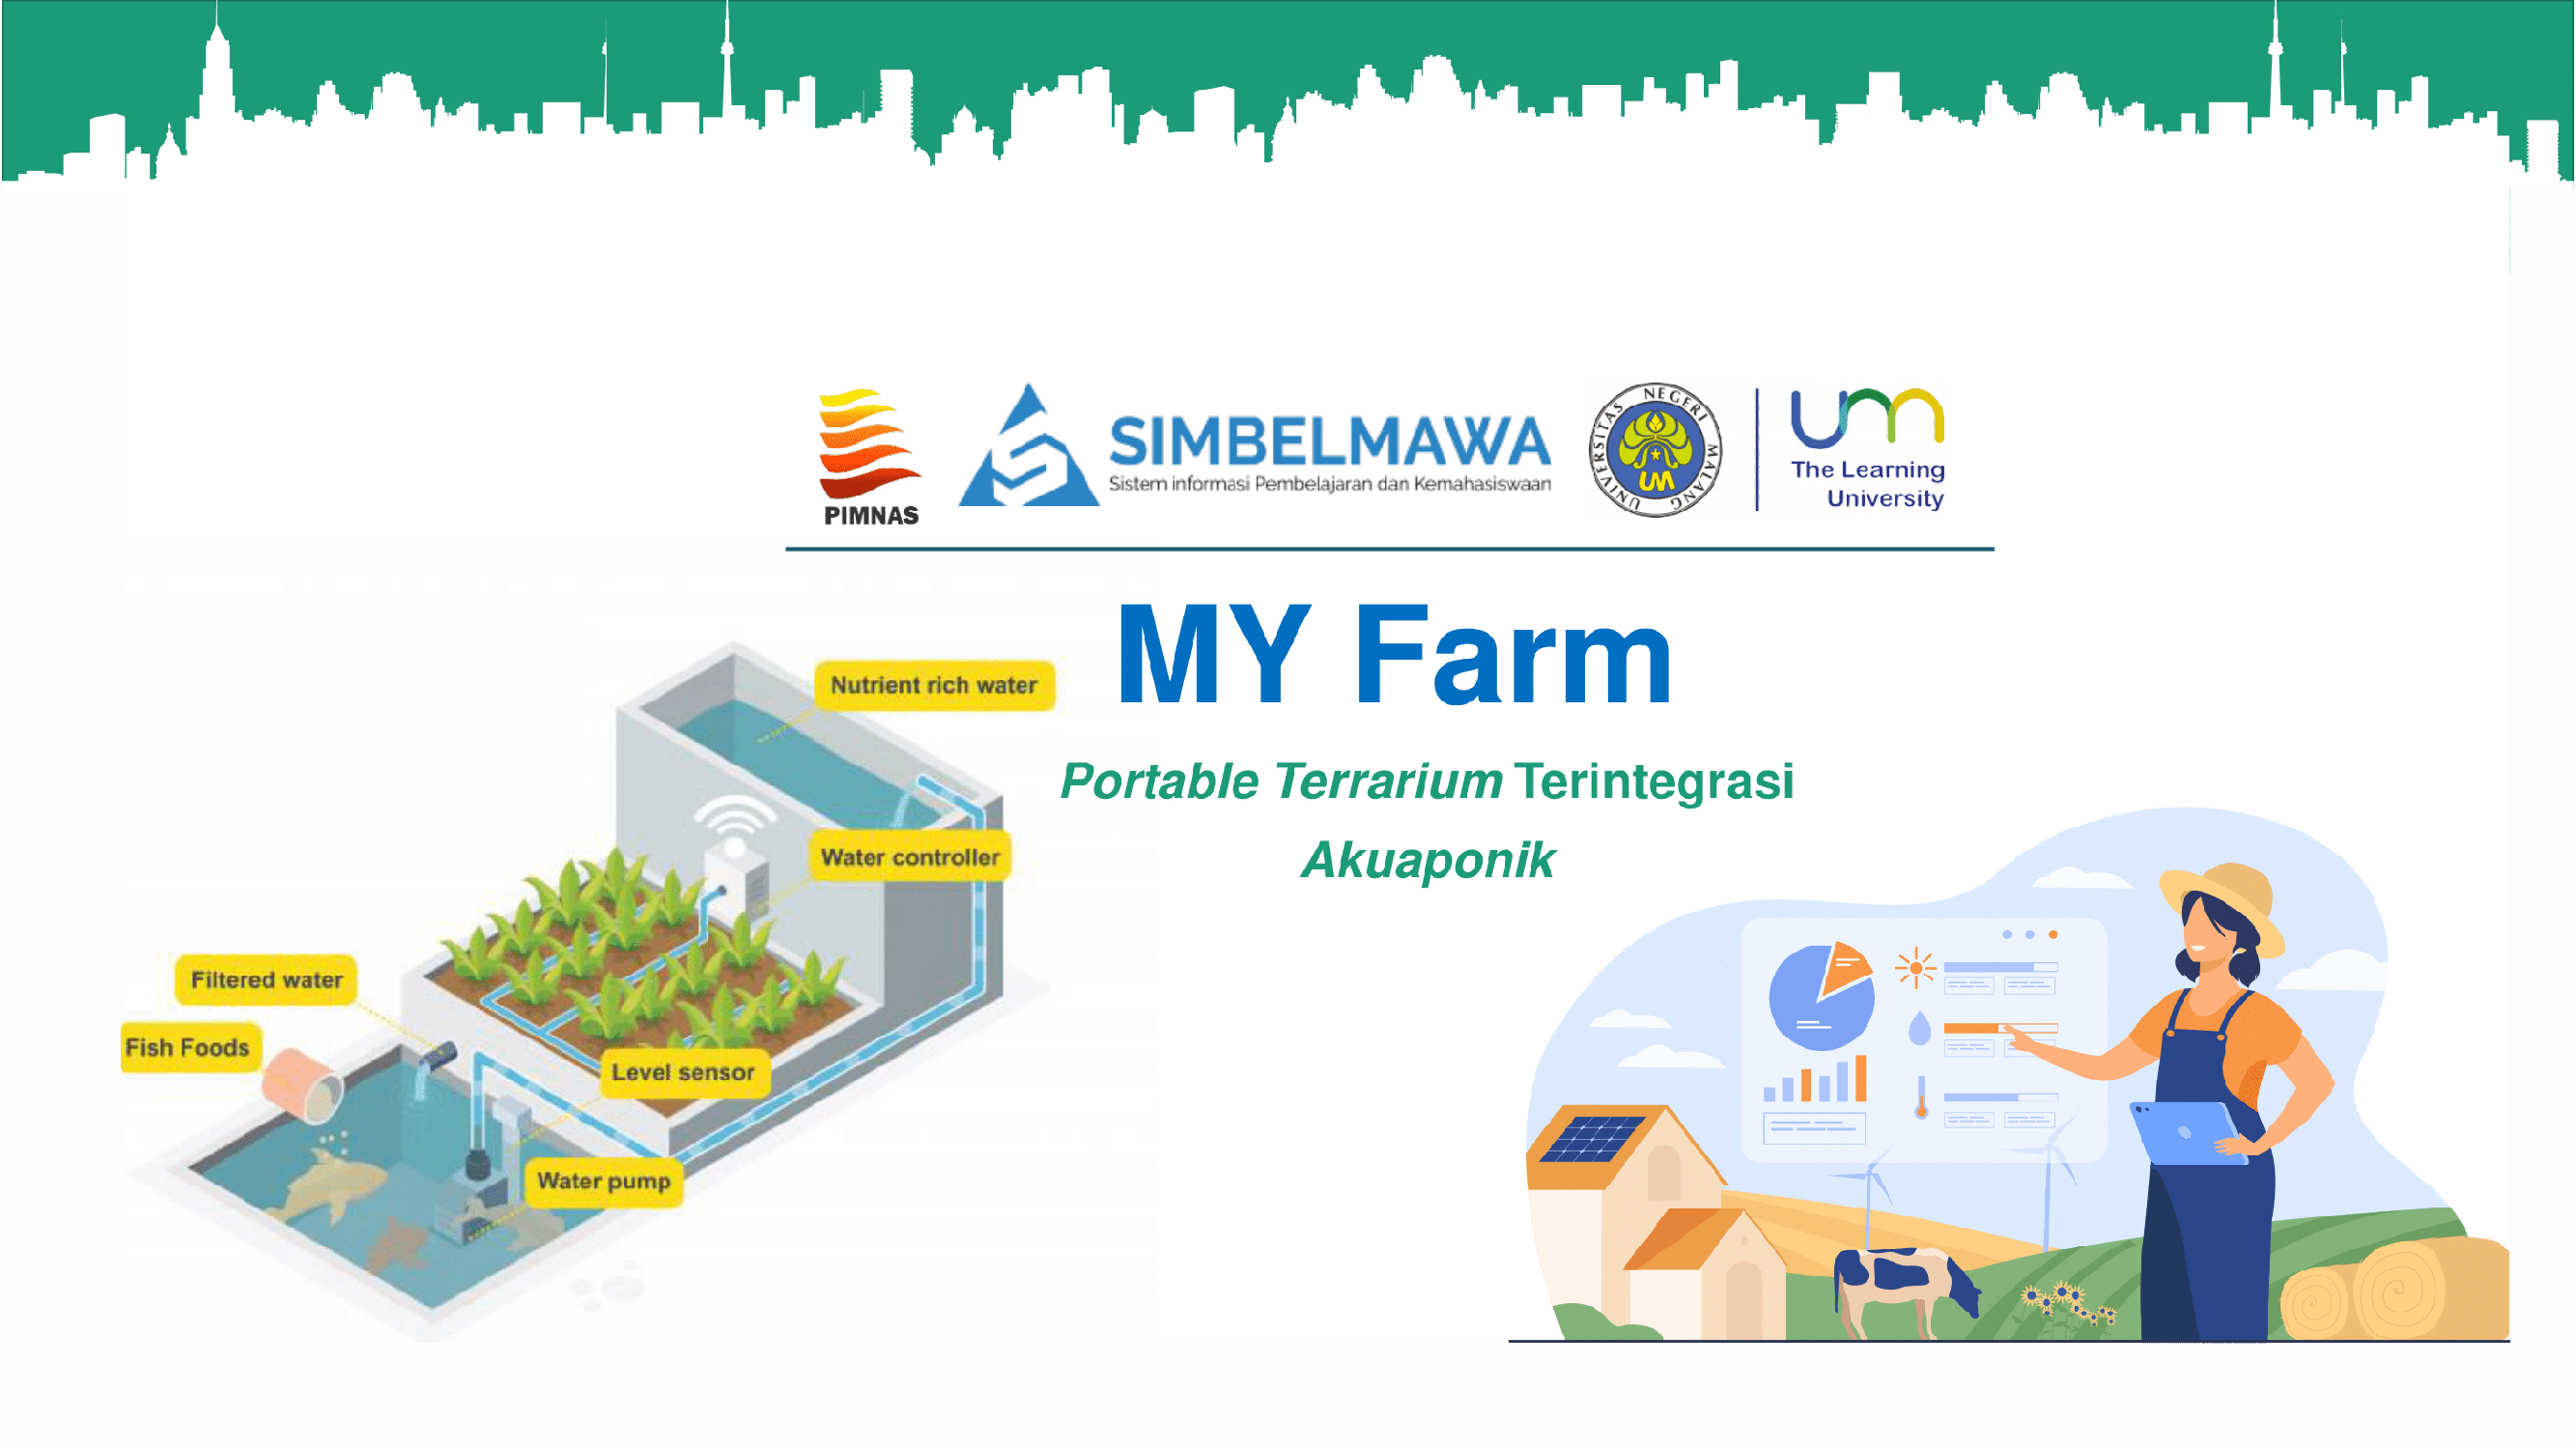 PIMNAS
SIMBELMAWA
Sistem informasi Pembelajaran dan Kemahasiswaan
UNIVERSITAS NEGERI MALANG
UM
um
The Learning
University
MY Farm
Portable Terrarium Terintegrasi
Akuaponik
Nutrient rich water
Water controller
Filtered water
Fish Foods
Level sensor
Water pump